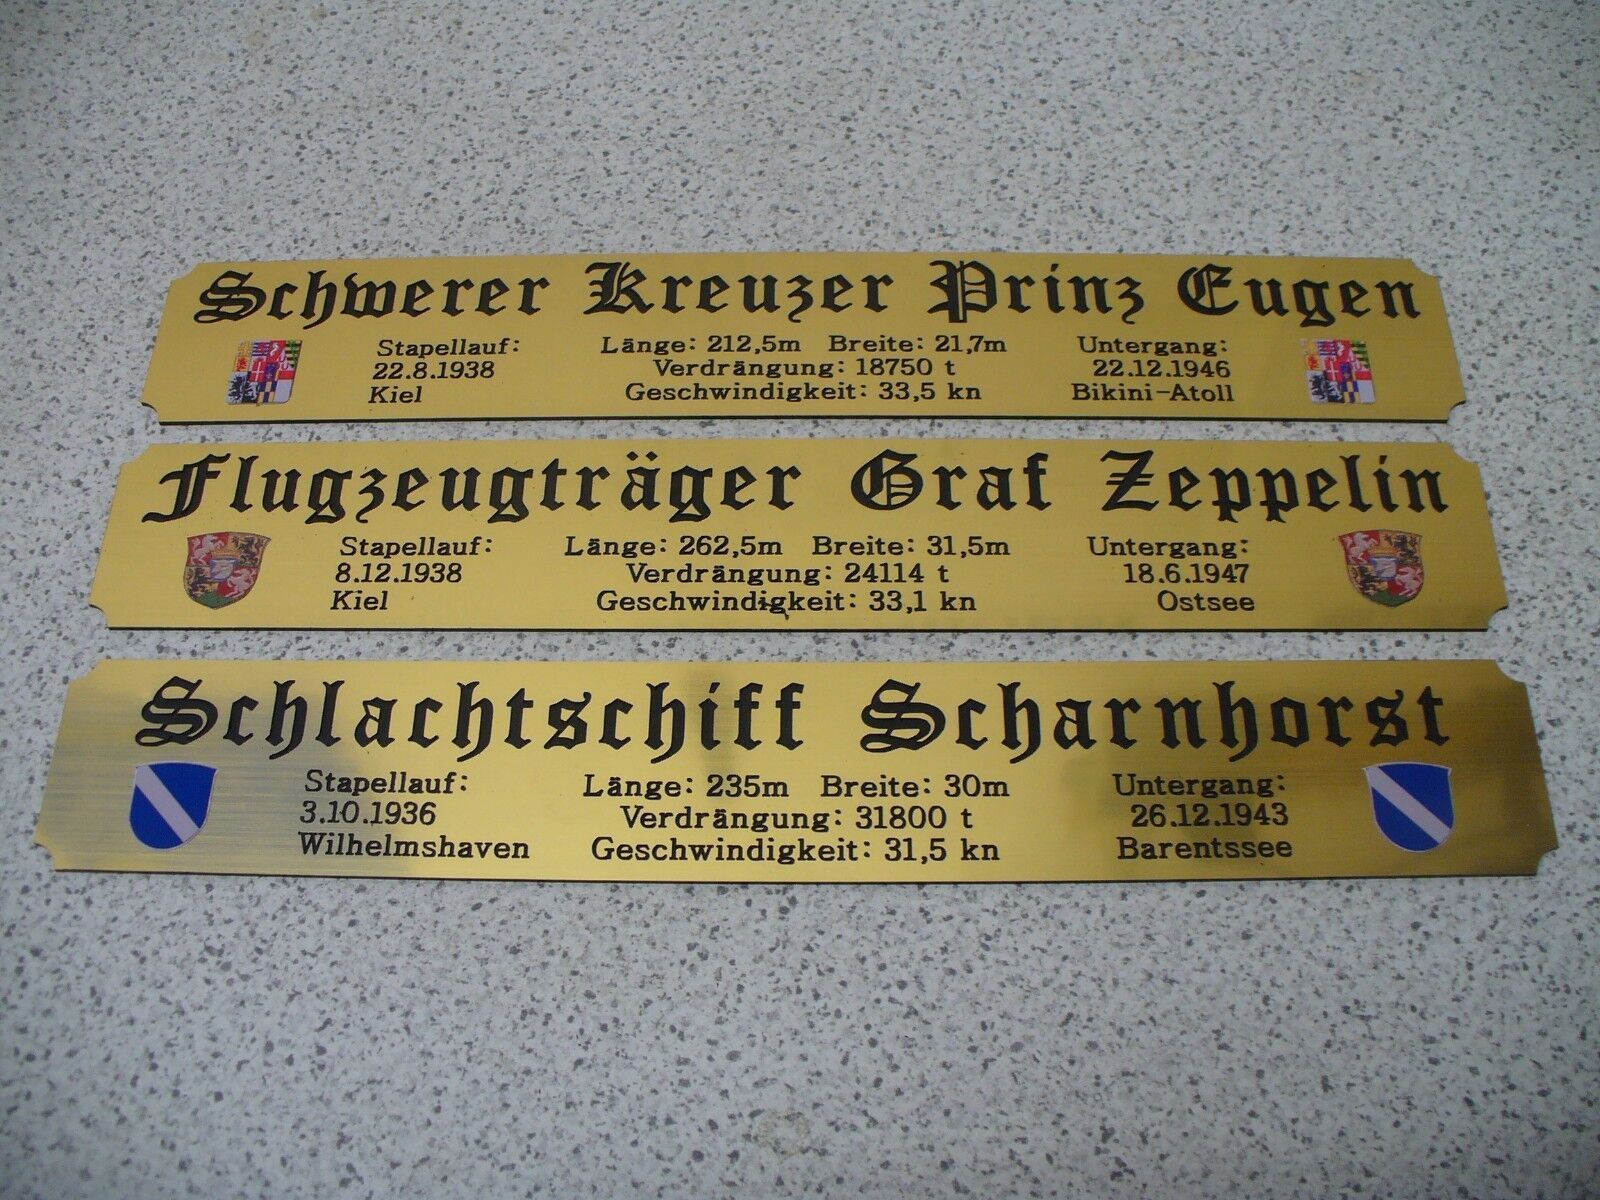 Schwerer Kreuzer Prinz Eugen
Stapellauf:
22.8.1938
Kiel
Länge: 212,5m Breite: 21,7m
Verdrängung: 18750 t
Geschwindigkeit: 33,5 kn
Untergang:
22.12.1946
Bikini-Atoll
Flugzeugträger Graf Zeppelin
Stapellauf:
8.12.1938
Kiel
Länge: 262,5m Breite: 31,5m
Verdrängung: 24114 t
Geschwindigkeit: 33,1 kn
Untergang:
18.6.1947
Ostsee
Schlachtschiff Scharnhorst
Stapellauf:
3.10.1936
Wilhelmshaven
Länge: 235m Breite: 30m
Verdrängung: 31800 t
Geschwindigkeit: 31,5 kn
Untergang:
26.12.1943
Barentssee